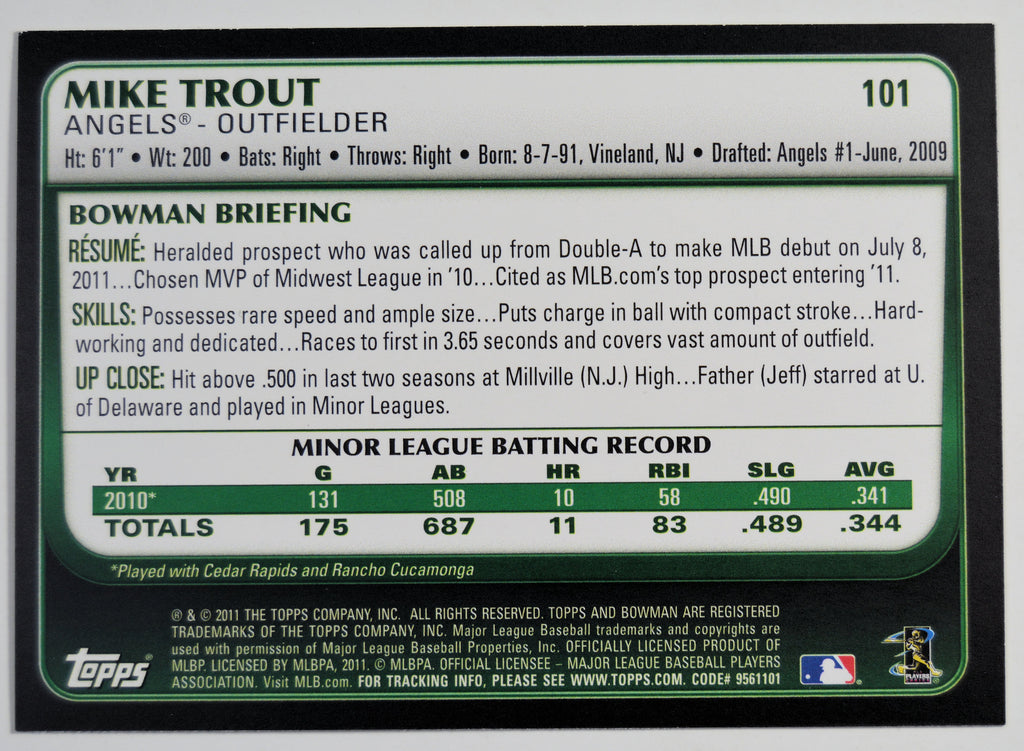 MIKE TROUT 101
ANGELS® - OUTFIELDER
Ht: 6'1" • Wt: 200 • Bats: Right • Throws: Right • Born: 8-7-91, Vineland, NJ • Drafted: Angels #1-June, 2009
BOWMAN BRIEFING
RÉSUMÉ: Heralded prospect who was called up from Double-A to make MLB debut on July 8,
2011...Chosen MVP of Midwest League in '10...Cited as MLB.com's top prospect entering '11.
SKILLS: Possesses rare speed and ample size...Puts charge in ball with compact stroke...Hard-
working and dedicated...Races to first in 3.65 seconds and covers vast amount of outfield.
UP CLOSE: Hit above .500 in last two seasons at Millville (N.J.) High...Father (Jeff) starred at U.
of Delaware and played in Minor Leagues.
MINOR LEAGUE BATTING RECORD
YR G AB HR RBI SLG AVG
2010* 131 508 10 58 .490 .341
TOTALS 175 687 11 83 .489 .344
*Played with Cedar Rapids and Rancho Cucamonga
® & © 2011 THE TOPPS COMPANY, INC. ALL RIGHTS RESERVED. TOPPS AND BOWMAN ARE REGISTERED
TRADEMARKS OF THE TOPPS COMPANY, INC. Major League Baseball trademarks and copyrights are
used with permission of Major League Baseball Properties, Inc. OFFICIALLY LICENSED PRODUCT OF
MLBP. LICENSED BY MLBPA, 2011. © MLBPA. OFFICIAL LICENSEE – MAJOR LEAGUE BASEBALL PLAYERS
ASSOCIATION. Visit MLB.com. FOR TRACKING INFO, PLEASE SEE WWW.TOPPS.COM. CODE# 9561101
topps®
PLAYERS